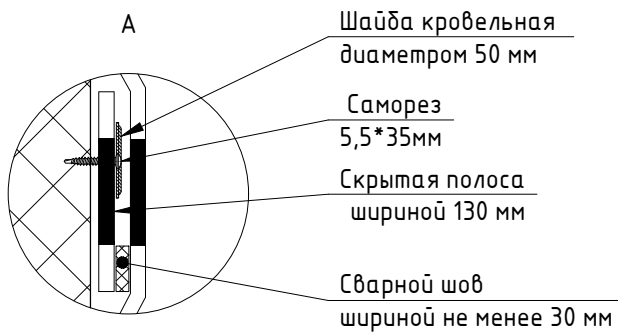 А
Шайба кровельная
диаметром 50 мм
Саморез
5,5*35мм
Скрытая полоса
шириной 130 мм
Сварной шов
шириной не менее 30 мм